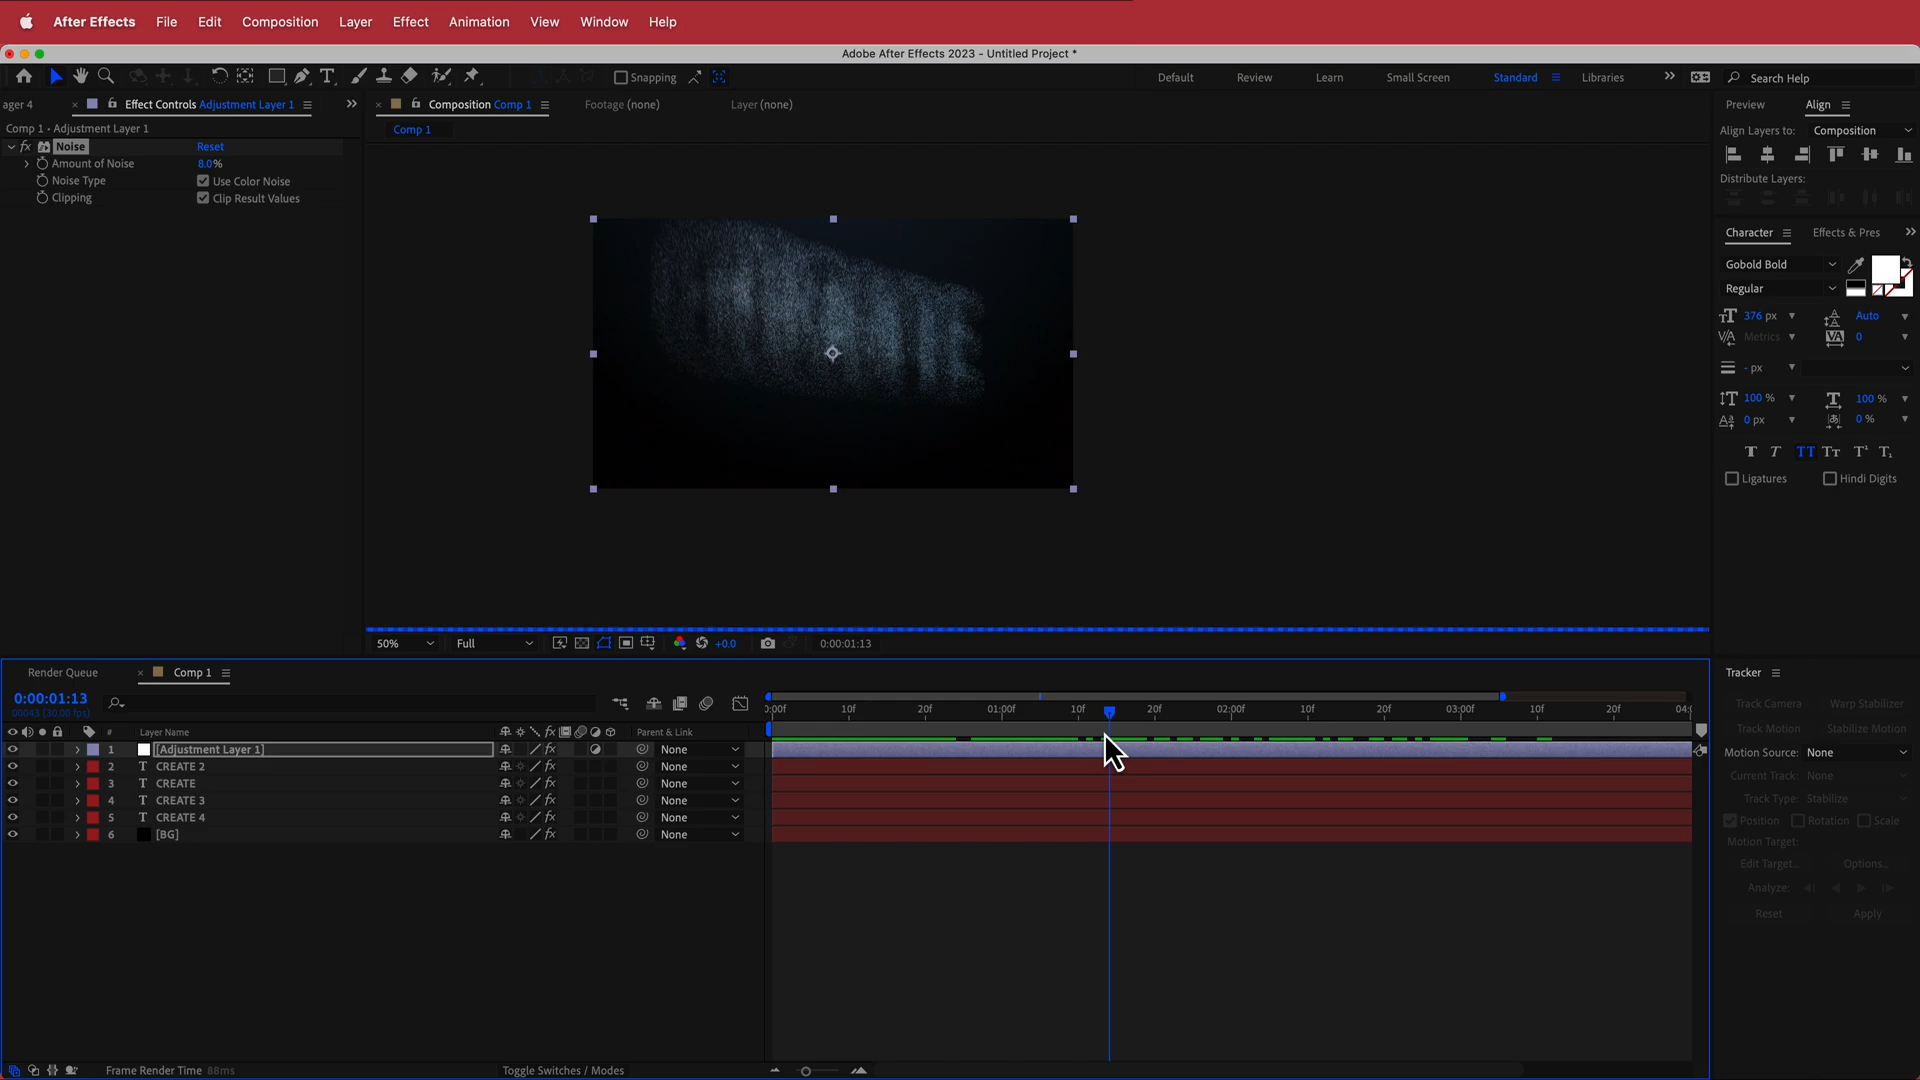 After Effects File Edit Composition Layer Effect Animation View Window Help
Adobe After Effects 2023 - Untitled Project *
Snapping Default Review Learn Small Screen Standard Libraries Search Help
ager 4 Effect Controls Adjustment Layer 1 Composition Comp 1 Footage (none) Layer (none) Preview Align
Comp 1 • Adjustment Layer 1
Comp 1
Align Layers to: Composition
fx Noise Reset
Amount of Noise 8.0%
Noise Type Use Color Noise
Clipping Clip Result Values
Distribute Layers:
Character Effects & Pres
Gobold Bold
Regular
376 px Auto
Metrics 0
- px
100 % 100 %
0 px 0 %
Ligatures Hindi Digits
50% Full +0.0 0:00:01:13
Render Queue Comp 1
0:00:01:13
00043 (30.00 fps)
0:00f 10f 20f 01:00f 10f 20f 02:00f 10f 20f 03:00f 10f 20f 04:0
# Layer Name Parent & Link
1 [Adjustment Layer 1] None
2 T CREATE 2 None
3 T CREATE None
4 T CREATE 3 None
5 T CREATE 4 None
6 [BG] None
Tracker
Track Camera Warp Stabilizer
Track Motion Stabilize Motion
Motion Source: None
Current Track: None
Track Type: Stabilize
Position Rotation Scale
Motion Target:
Edit Target... Options...
Analyze:
Reset Apply
Frame Render Time 88ms Toggle Switches / Modes